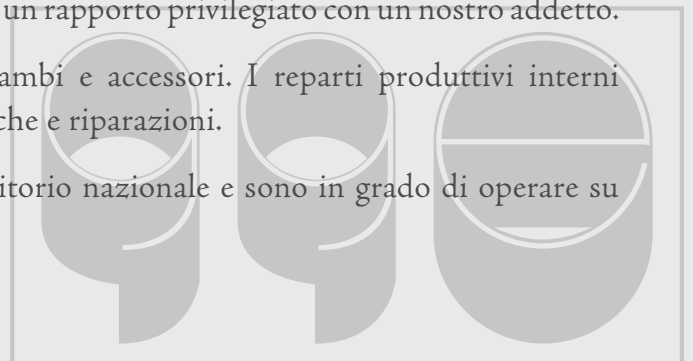 un rapporto privilegiato con un nostro addetto.
ambi e accessori. I reparti produttivi interni
che e riparazioni.
itorio nazionale e sono in grado di operare su